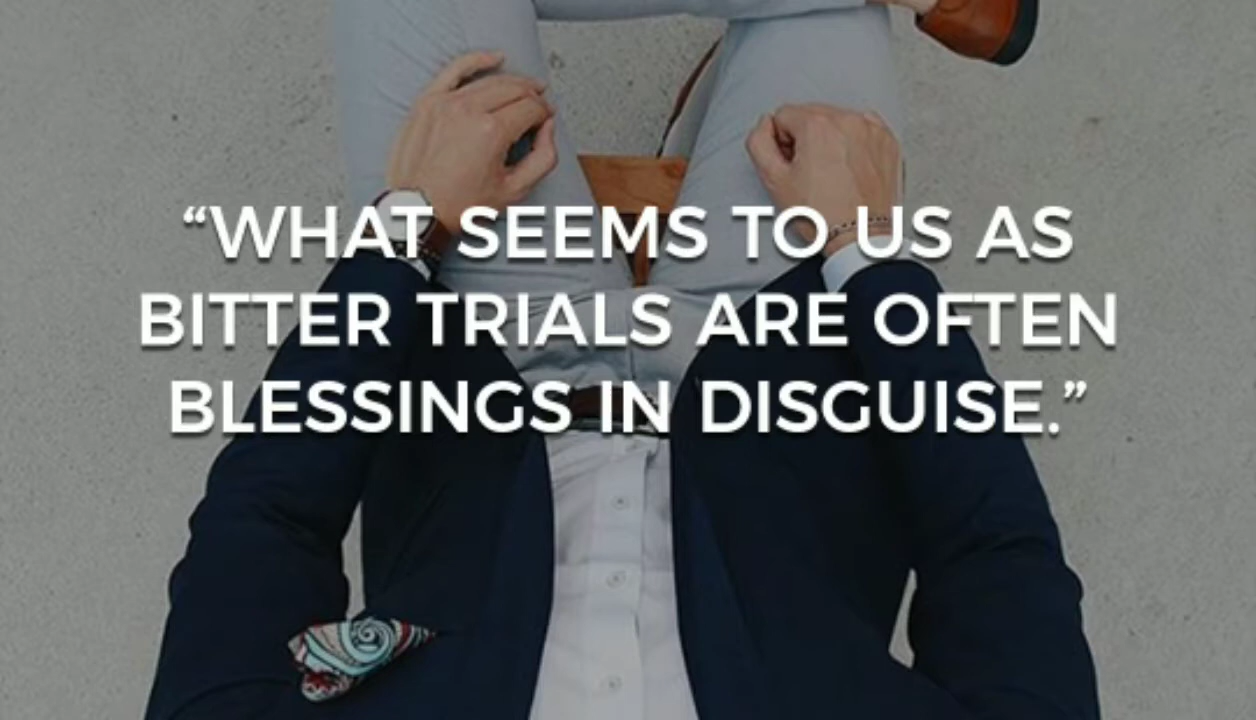 “WHAT SEEMS TO US AS
BITTER TRIALS ARE OFTEN
BLESSINGS IN DISGUISE.”